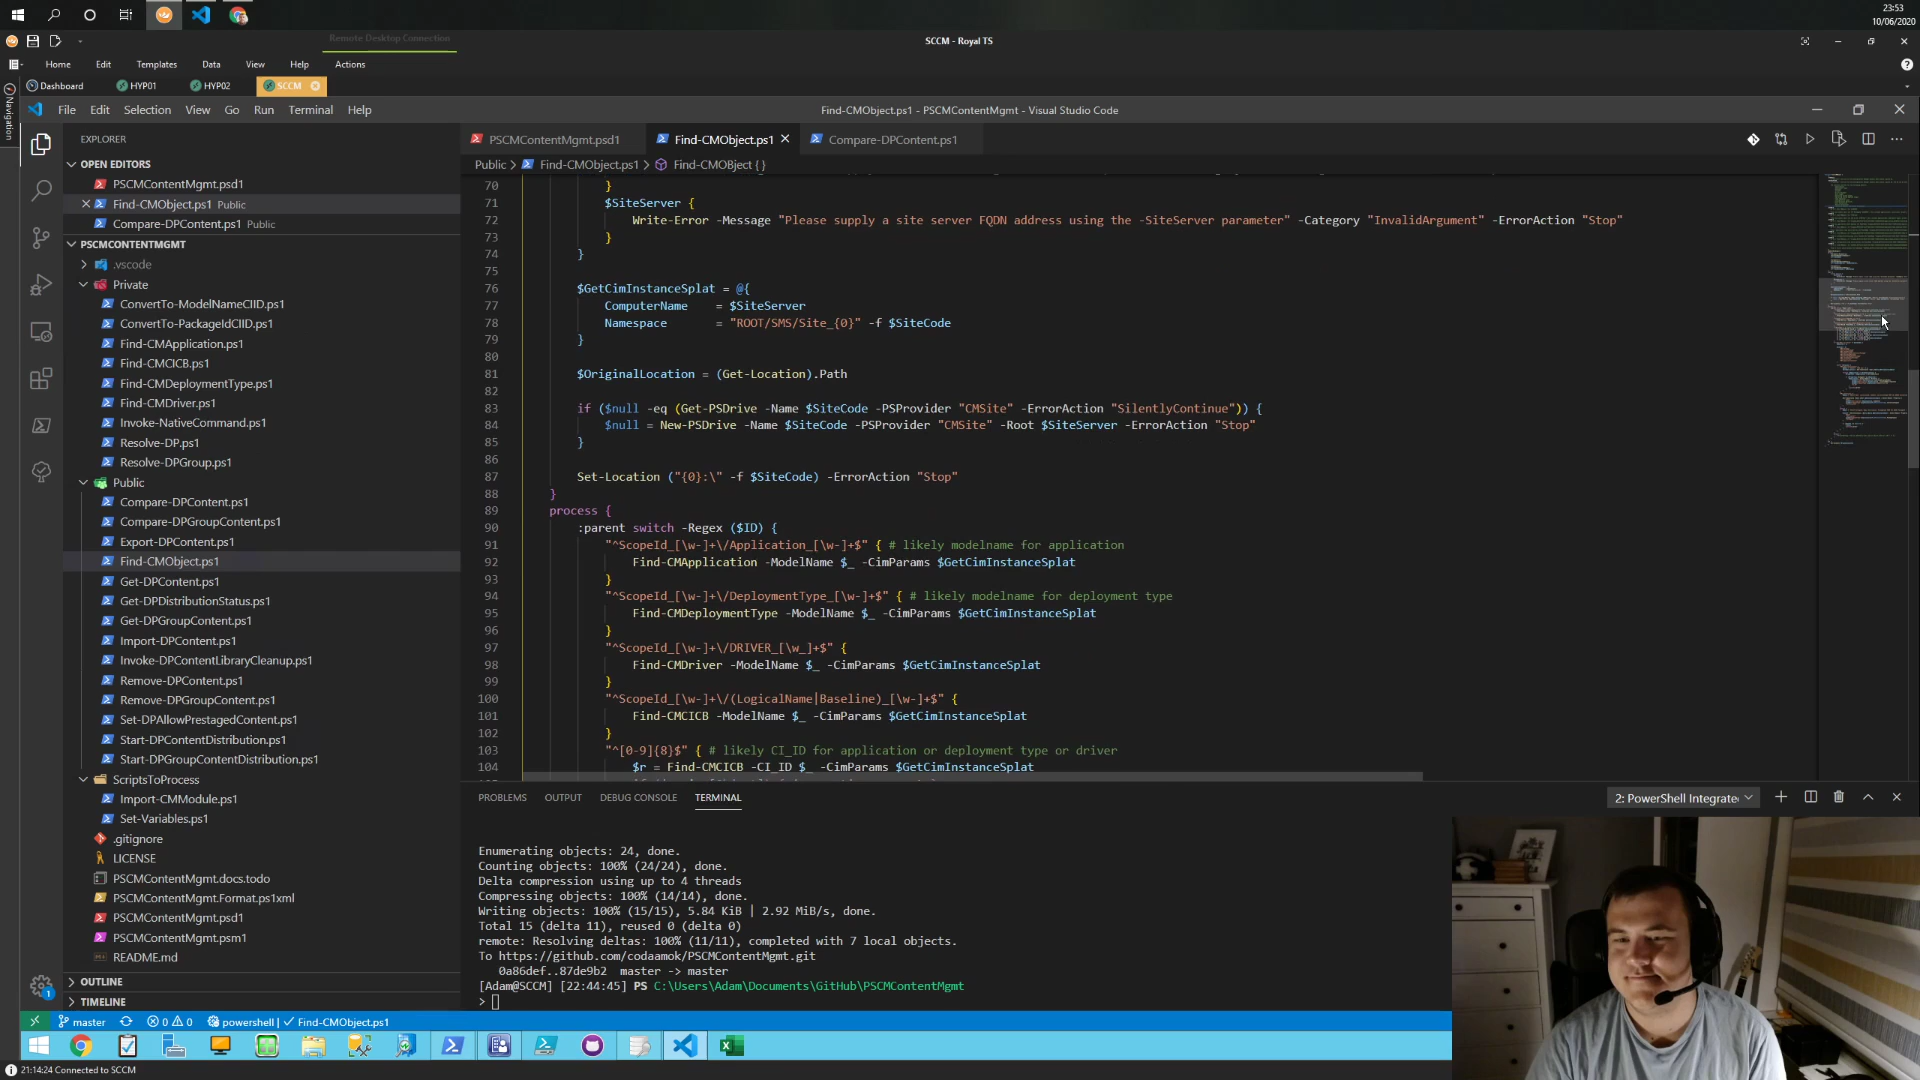 23:53
10/06/2020
Remote Desktop Connection
SCCM - Royal TS
Home Edit Templates Data View Help Actions
Dashboard HYP01 HYP02 SCCM
Navigation
File Edit Selection View Go Run Terminal Help
Find-CMObject.ps1 - PSCMContentMgmt - Visual Studio Code
EXPLORER
OPEN EDITORS
PSCMContentMgmt.psd1
Find-CMObject.ps1 Public
Compare-DPContent.ps1 Public
PSCMCONTENTMGMT
.vscode
Private
ConvertTo-ModelNameCIID.ps1
ConvertTo-PackageIdCIID.ps1
Find-CMApplication.ps1
Find-CMCICB.ps1
Find-CMDeploymentType.ps1
Find-CMDriver.ps1
Invoke-NativeCommand.ps1
Resolve-DP.ps1
Resolve-DPGroup.ps1
Public
Compare-DPContent.ps1
Compare-DPGroupContent.ps1
Export-DPContent.ps1
Find-CMObject.ps1
Get-DPContent.ps1
Get-DPDistributionStatus.ps1
Get-DPGroupContent.ps1
Import-DPContent.ps1
Invoke-DPContentLibraryCleanup.ps1
Remove-DPContent.ps1
Remove-DPGroupContent.ps1
Set-DPAllowPrestagedContent.ps1
Start-DPContentDistribution.ps1
Start-DPGroupContentDistribution.ps1
ScriptsToProcess
Import-CMModule.ps1
Set-Variables.ps1
.gitignore
LICENSE
PSCMContentMgmt.docs.todo
PSCMContentMgmt.Format.ps1xml
PSCMContentMgmt.psd1
PSCMContentMgmt.psm1
README.md
OUTLINE
TIMELINE
PSCMContentMgmt.psd1 Find-CMObject.ps1 Compare-DPContent.ps1
Public > Find-CMObject.ps1 > Find-CMOBject { }
70 }
71 $SiteServer {
72 Write-Error -Message "Please supply a site server FQDN address using the -SiteServer parameter" -Category "InvalidArgument" -ErrorAction "Stop"
73 }
74 }
75
76 $GetCimInstanceSplat = @{
77 ComputerName = $SiteServer
78 Namespace = "ROOT/SMS/Site_{0}" -f $SiteCode
79 }
80
81 $OriginalLocation = (Get-Location).Path
82
83 if ($null -eq (Get-PSDrive -Name $SiteCode -PSProvider "CMSite" -ErrorAction "SilentlyContinue")) {
84 $null = New-PSDrive -Name $SiteCode -PSProvider "CMSite" -Root $SiteServer -ErrorAction "Stop"
85 }
86
87 Set-Location ("{0}:\" -f $SiteCode) -ErrorAction "Stop"
88 }
89 process {
90 :parent switch -Regex ($ID) {
91 "^ScopeId_[\w-]+\/Application_[\w-]+$" { # likely modelname for application
92 Find-CMApplication -ModelName $_ -CimParams $GetCimInstanceSplat
93 }
94 "^ScopeId_[\w-]+\/DeploymentType_[\w-]+$" { # likely modelname for deployment type
95 Find-CMDeploymentType -ModelName $_ -CimParams $GetCimInstanceSplat
96 }
97 "^ScopeId_[\w-]+\/DRIVER_[\w_]+$" {
98 Find-CMDriver -ModelName $_ -CimParams $GetCimInstanceSplat
99 }
100 "^ScopeId_[\w-]+\/(LogicalName|Baseline)_[\w-]+$" {
101 Find-CMCICB -ModelName $_ -CimParams $GetCimInstanceSplat
102 }
103 "^[0-9]{8}$" { # likely CI_ID for application or deployment type or driver
104 $r = Find-CMCICB -CI_ID $_ -CimParams $GetCimInstanceSplat
PROBLEMS OUTPUT DEBUG CONSOLE TERMINAL
2: PowerShell Integrate
Enumerating objects: 24, done.
Counting objects: 100% (24/24), done.
Delta compression using up to 4 threads
Compressing objects: 100% (14/14), done.
Writing objects: 100% (15/15), 5.84 KiB | 2.92 MiB/s, done.
Total 15 (delta 11), reused 0 (delta 0)
remote: Resolving deltas: 100% (11/11), completed with 7 local objects.
To https://github.com/codaamok/PSCMContentMgmt.git
0a86def..87de9b2 master -> master
[Adam@SCCM] [22:44:45] PS C:\Users\Adam\Documents\GitHub\PSCMContentMgmt
>
1
master 0 0 powershell | Find-CMObject.ps1
21:14:24 Connected to SCCM